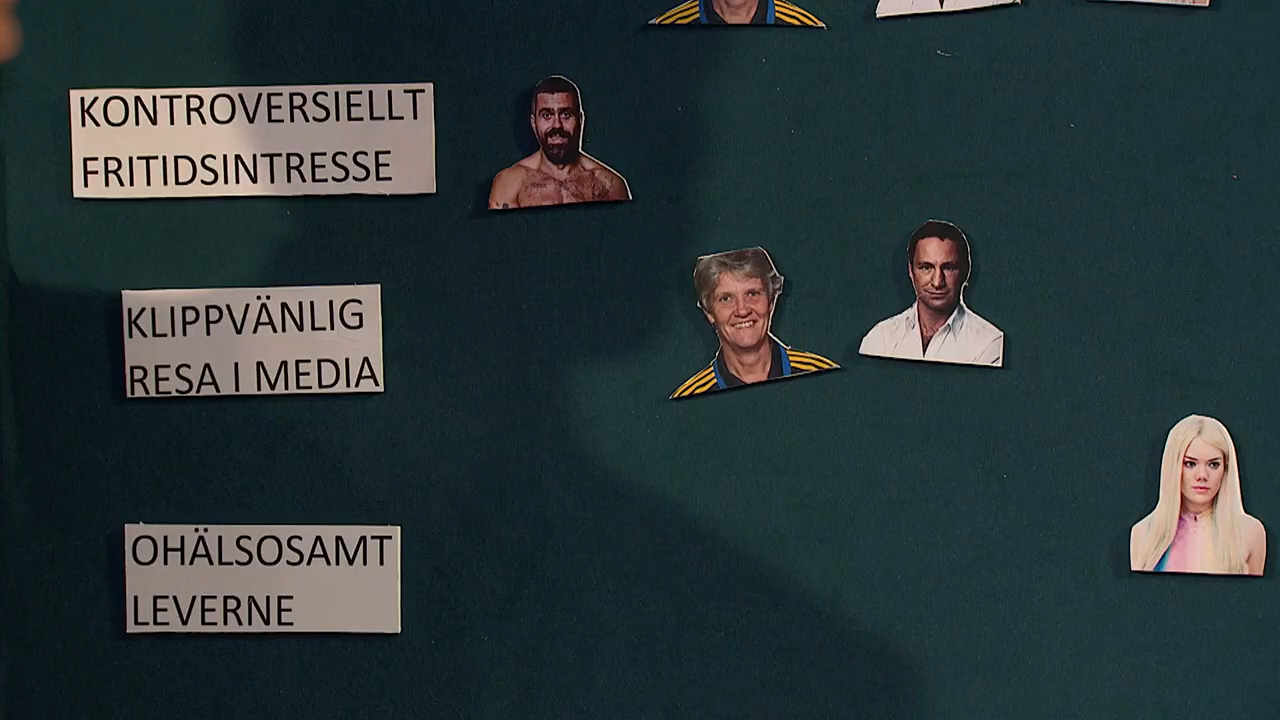 KONTROVERSIELLT
FRITIDSINTRESSE
KLIPPVÄNLIG
RESA I MEDIA
OHÄLSOSAMT
LEVERNE